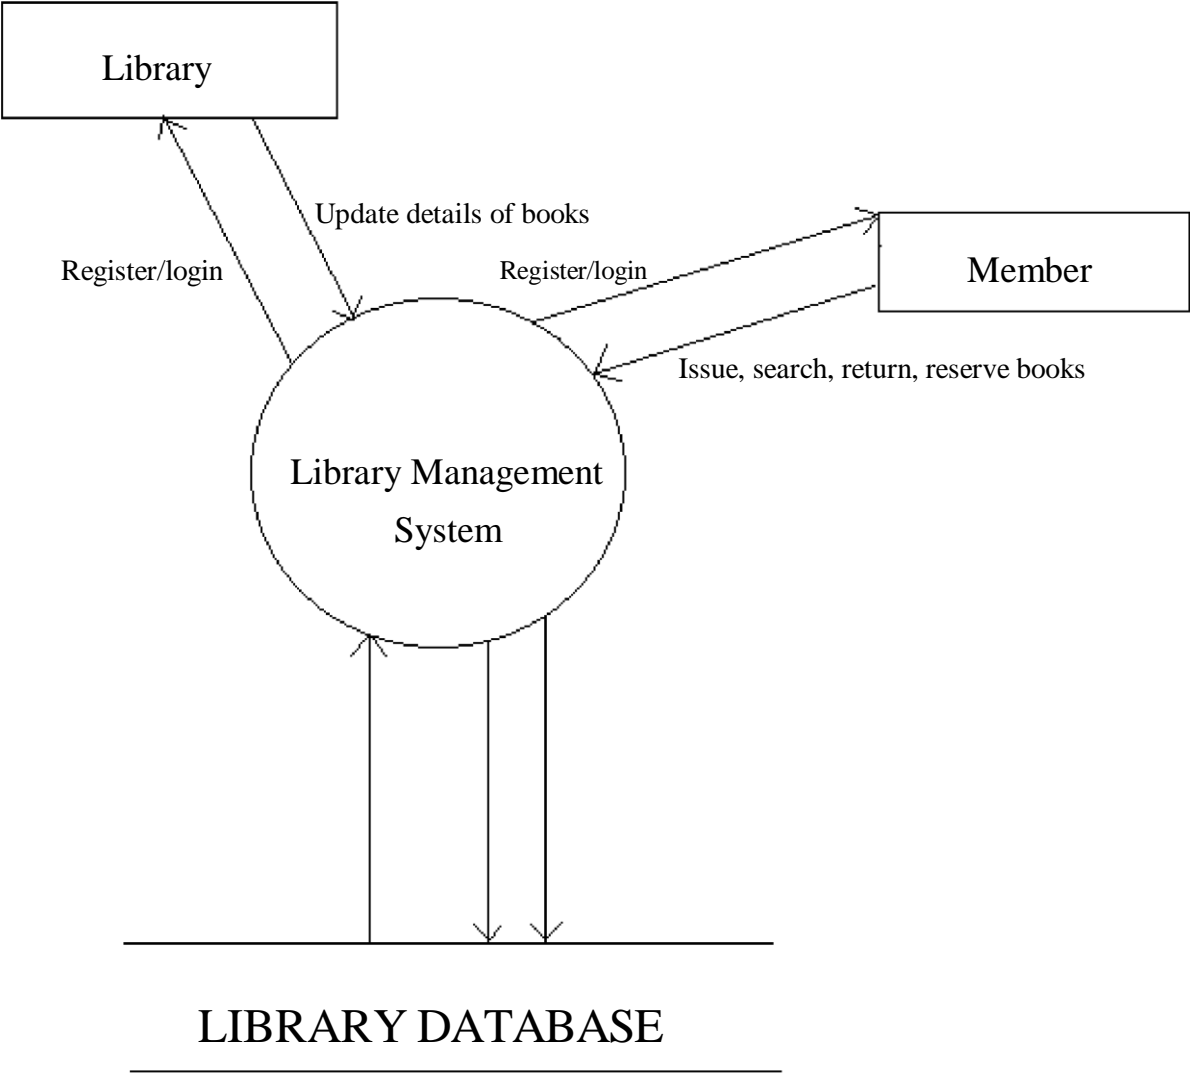 Library
Update details of books
Register/login
Register/login
Member
Issue, search, return, reserve books
Library Management
System
LIBRARY DATABASE